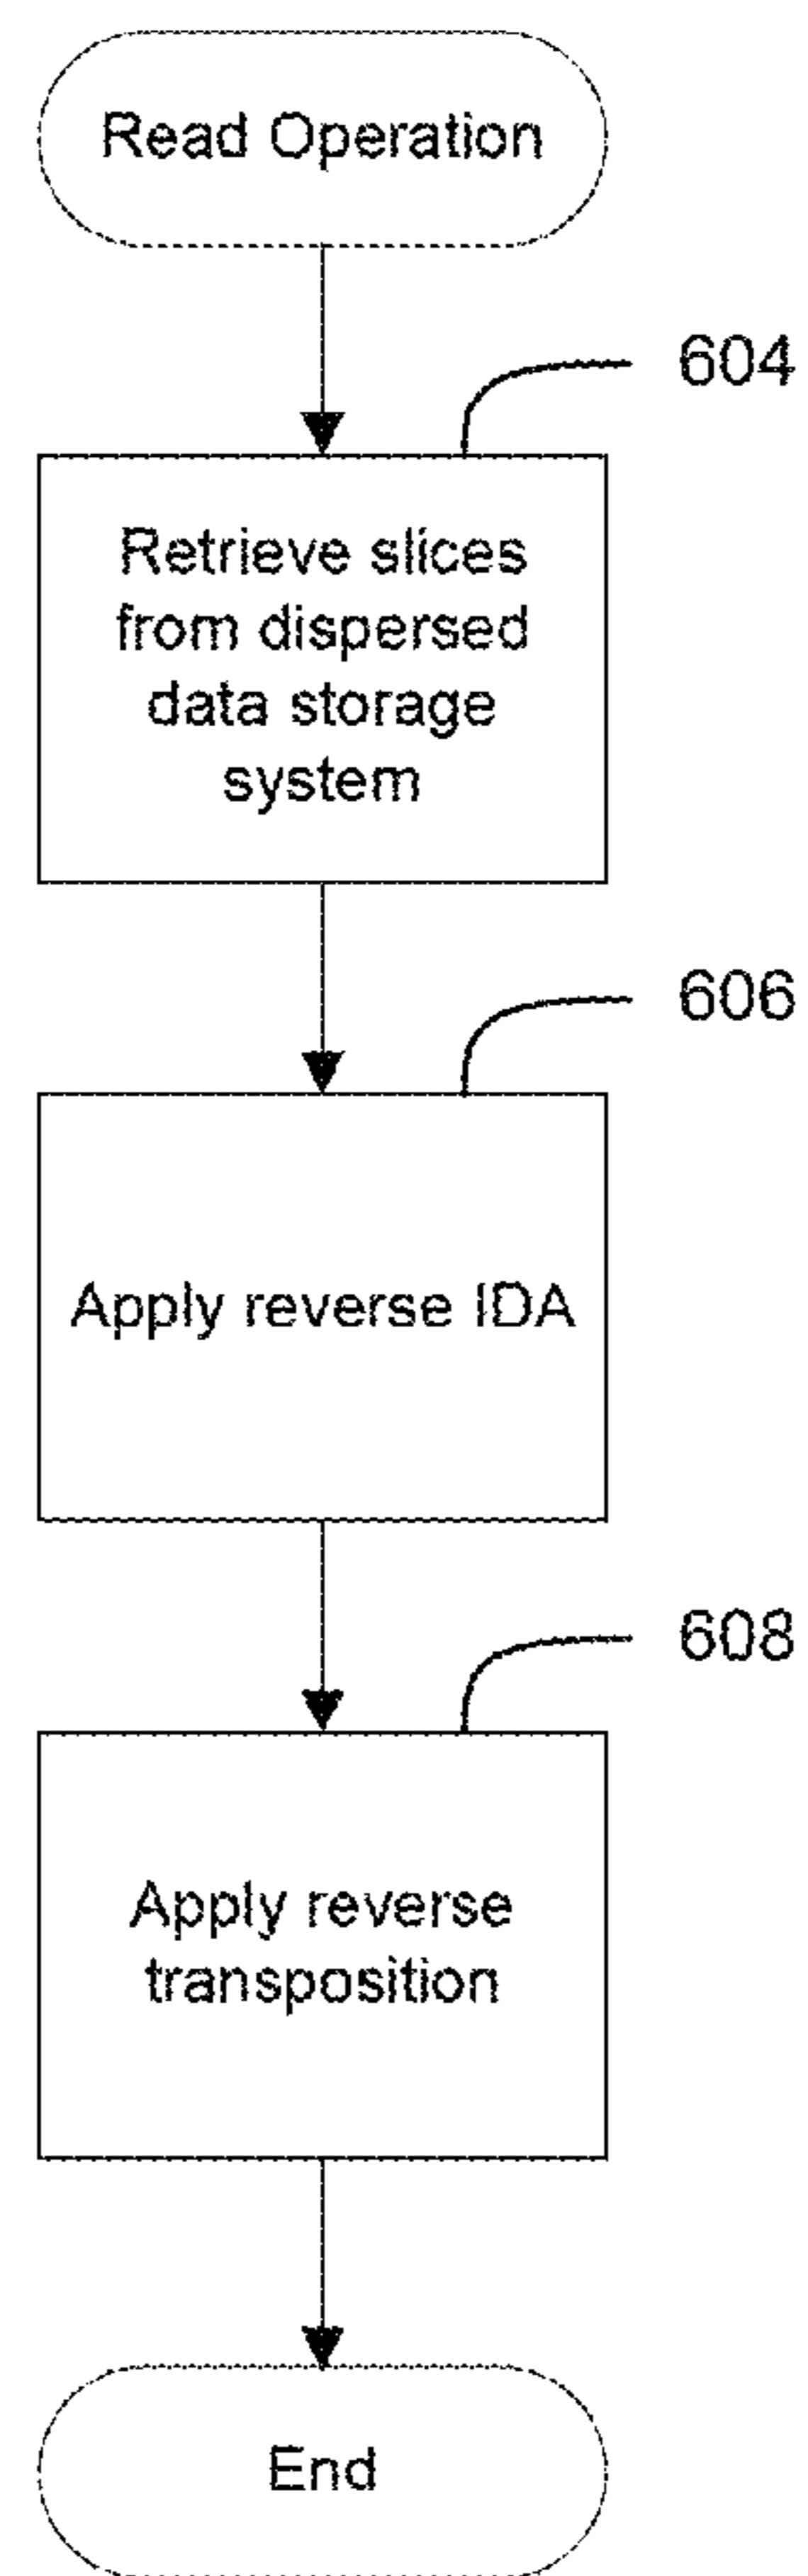 Read Operation
604
Retrieve slices
from dispersed
data storage
system
606
Apply reverse IDA
608
Apply reverse
transposition
End